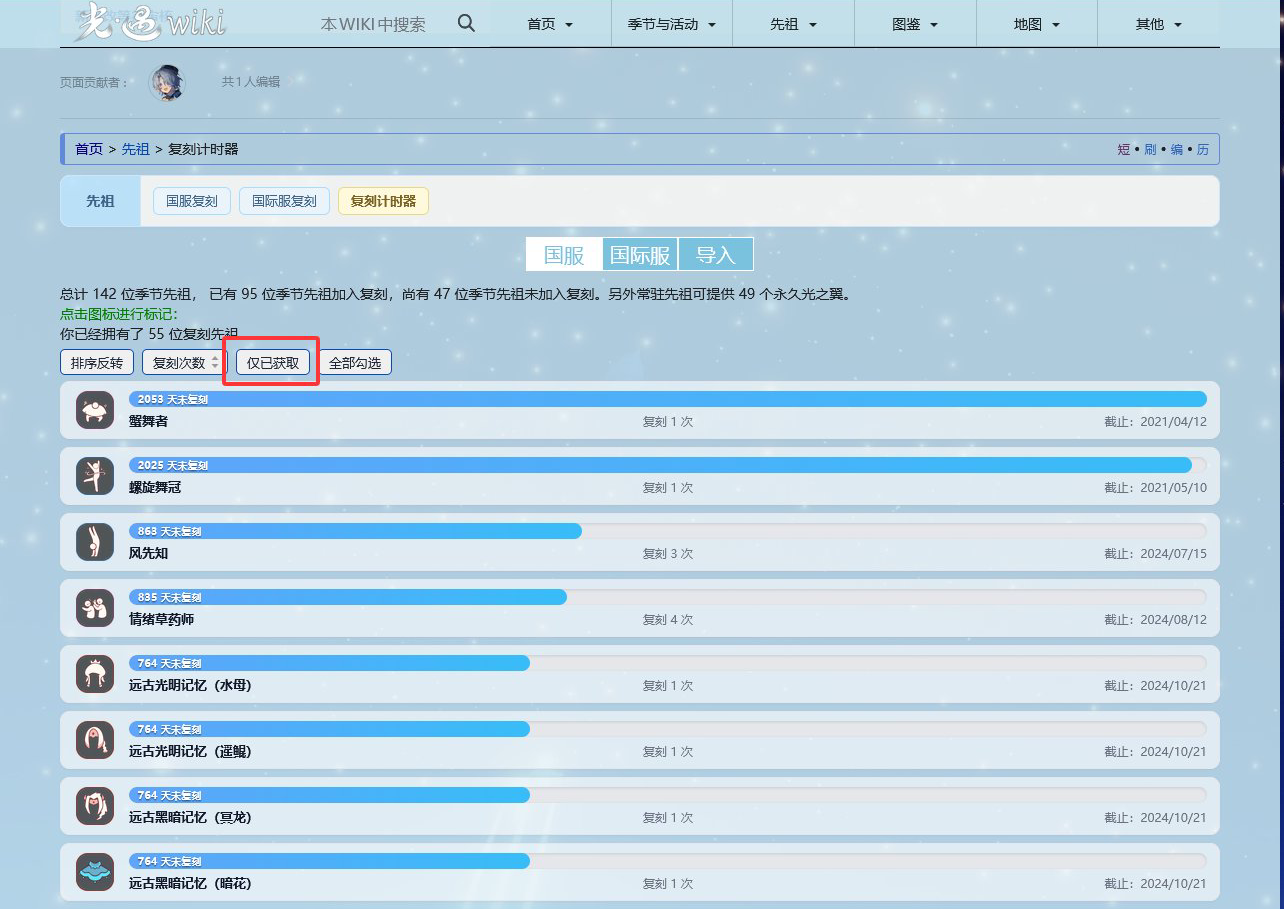 光·遇wiki
本WIKI中搜索
首页
季节与活动
先祖
图鉴
地图
其他
页面贡献者：
共1人编辑
首页 > 先祖 > 复刻计时器
短 • 刷 • 编 • 历
先祖
国服复刻
国际服复刻
复刻计时器
国服
国际服
导入
总计 142 位季节先祖， 已有 95 位季节先祖加入复刻，尚有 47 位季节先祖未加入复刻。另外常驻先祖可提供 49 个永久光之翼。
点击图标进行标记：
你已经拥有了 55 位复刻先祖
排序反转
复刻次数
仅已获取
全部勾选
2053 天未复刻
蟹舞者
复刻 1 次
截止：2021/04/12
2025 天未复刻
螺旋舞冠
复刻 1 次
截止：2021/05/10
863 天未复刻
风先知
复刻 3 次
截止：2024/07/15
835 天未复刻
情绪草药师
复刻 4 次
截止：2024/08/12
764 天未复刻
远古光明记忆（水母）
复刻 1 次
截止：2024/10/21
764 天未复刻
远古光明记忆（遥鲲）
复刻 1 次
截止：2024/10/21
764 天未复刻
远古黑暗记忆（冥龙）
复刻 1 次
截止：2024/10/21
764 天未复刻
远古黑暗记忆（暗花）
复刻 1 次
截止：2024/10/21